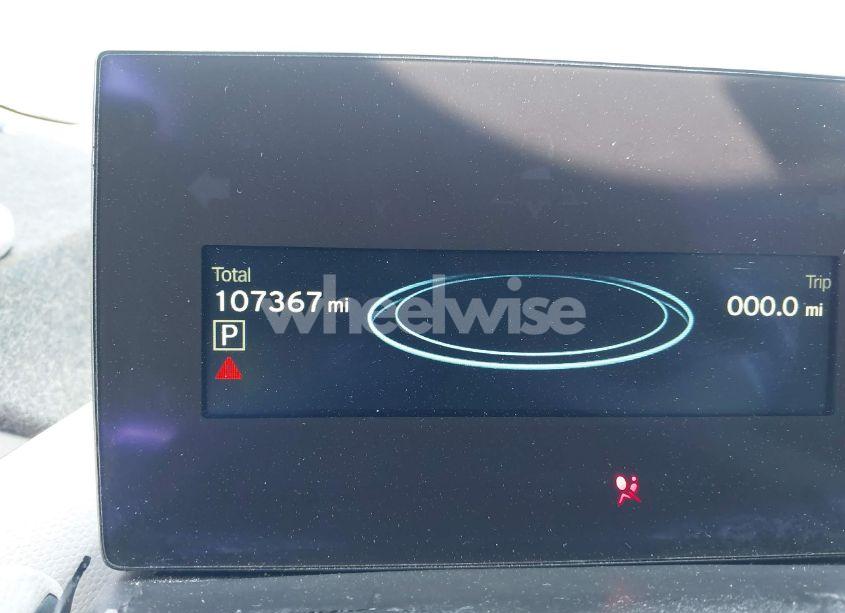 Total
107367 mi
P
Trip
000.0 mi
wheelwise